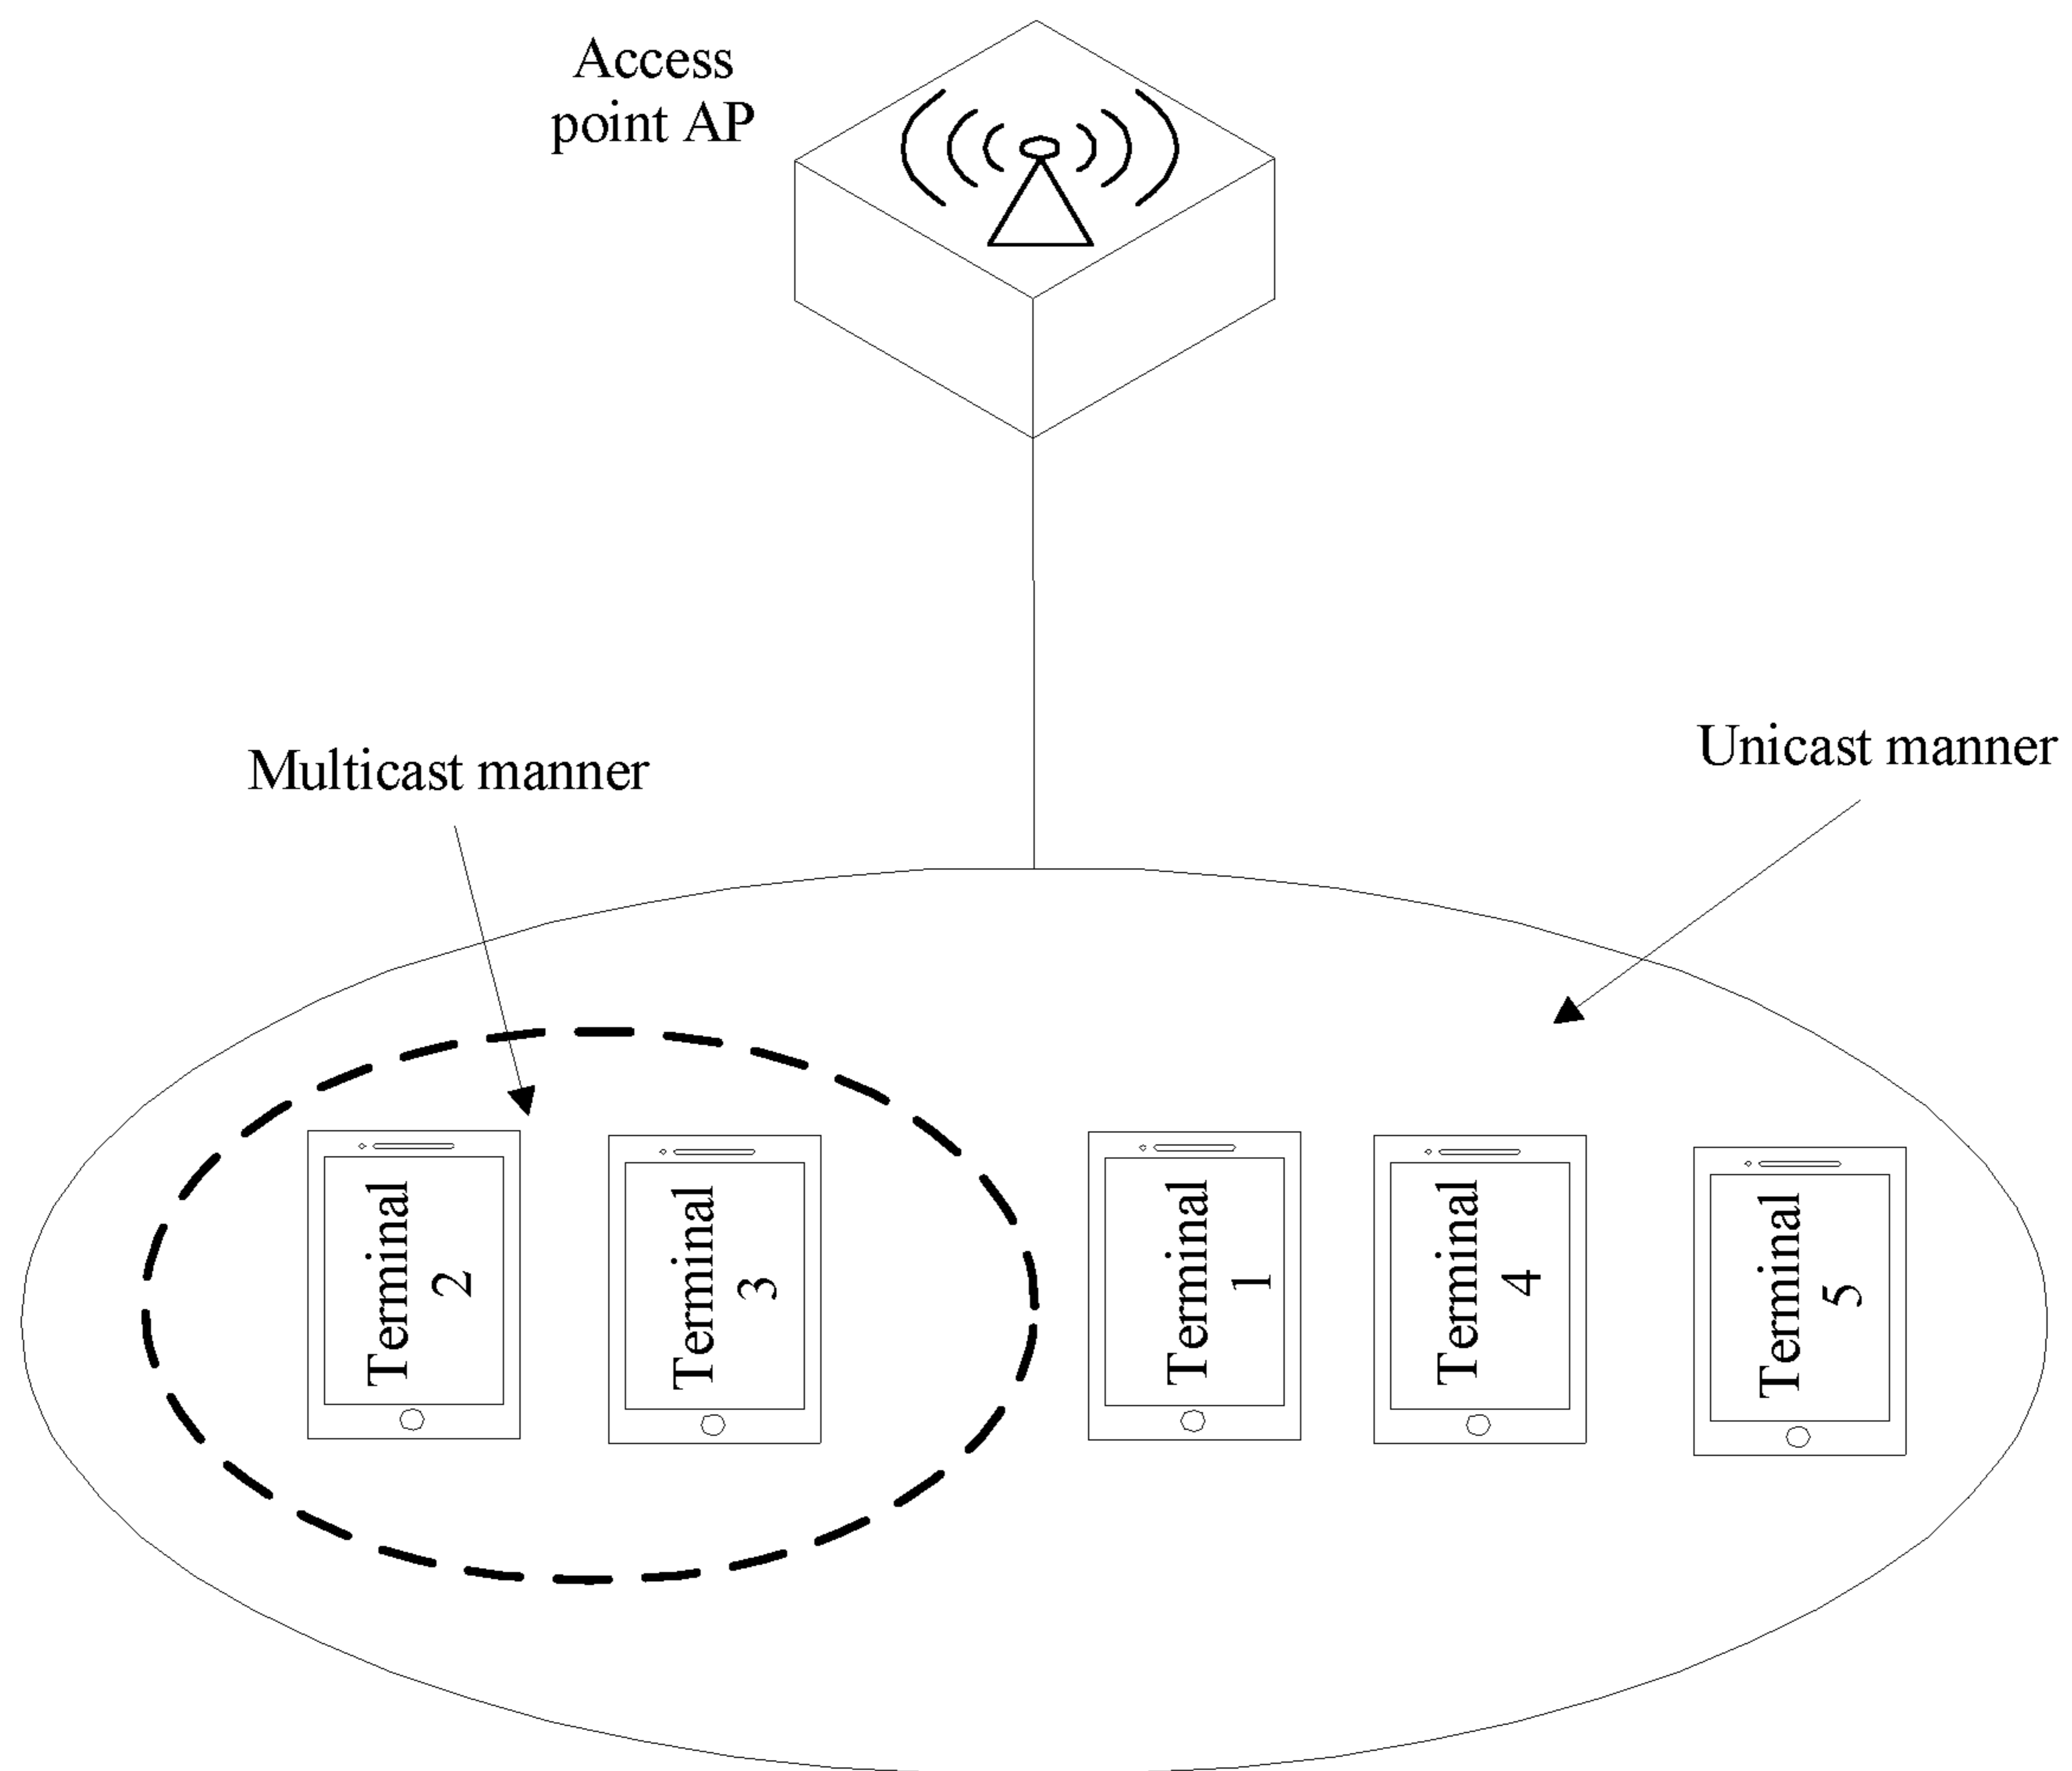 Access
point AP
Multicast manner
Unicast manner
Terminal
2
Terminal
3
Terminal
1
Terminal
4
Terminal
5